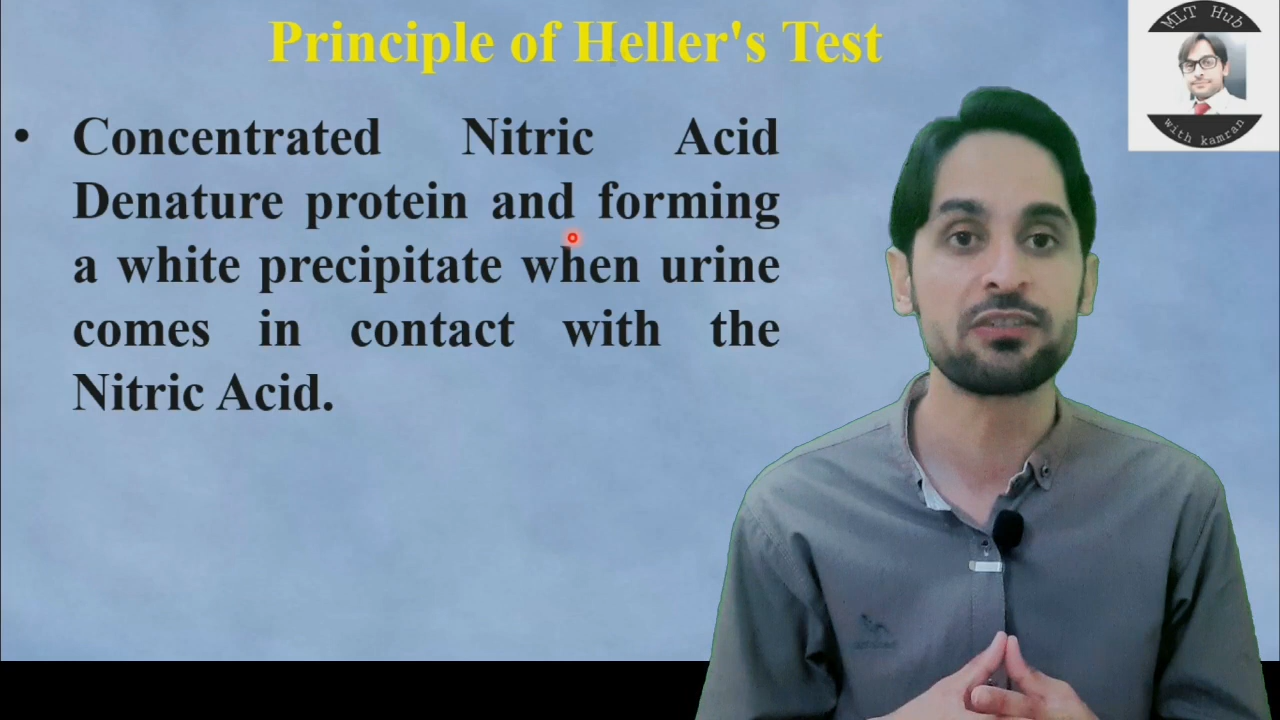 Principle of Heller's Test
MLT Hub
with kamran
• Concentrated Nitric Acid
Denature protein and forming
a white precipitate when urine
comes in contact with the
Nitric Acid.